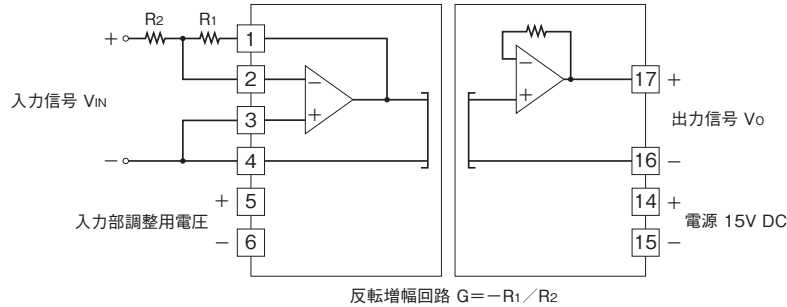 R2 R1
+ 1
2 −
入力信号 VIN
3 +
− 4
+ 5
入力部調整用電圧
− 6
−
17 +
+
出力信号 Vo
16 −
14 +
電源 15V DC
15 −
反転増幅回路 G=−R1/R2